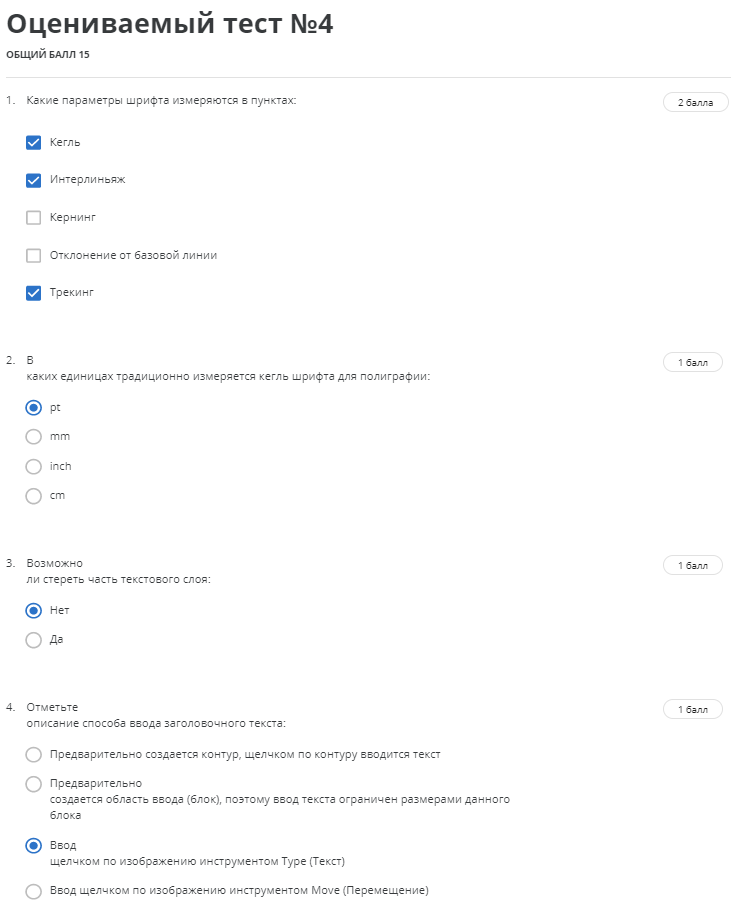 Оцениваемый тест №4
ОБЩИЙ БАЛЛ 15
1. Какие параметры шрифта измеряются в пунктах:
2 балла
Кегль
Интерлиньяж
Кернинг
Отклонение от базовой линии
Трекинг
2. В
каких единицах традиционно измеряется кегль шрифта для полиграфии:
1 балл
pt
mm
inch
cm
3. Возможно
ли стереть часть текстового слоя:
1 балл
Нет
Да
4. Отметьте
описание способа ввода заголовочного текста:
1 балл
Предварительно создается контур, щелчком по контуру вводится текст
Предварительно
создается область ввода (блок), поэтому ввод текста ограничен размерами данного
блока
Ввод
щелчком по изображению инструментом Type (Текст)
Ввод щелчком по изображению инструментом Move (Перемещение)